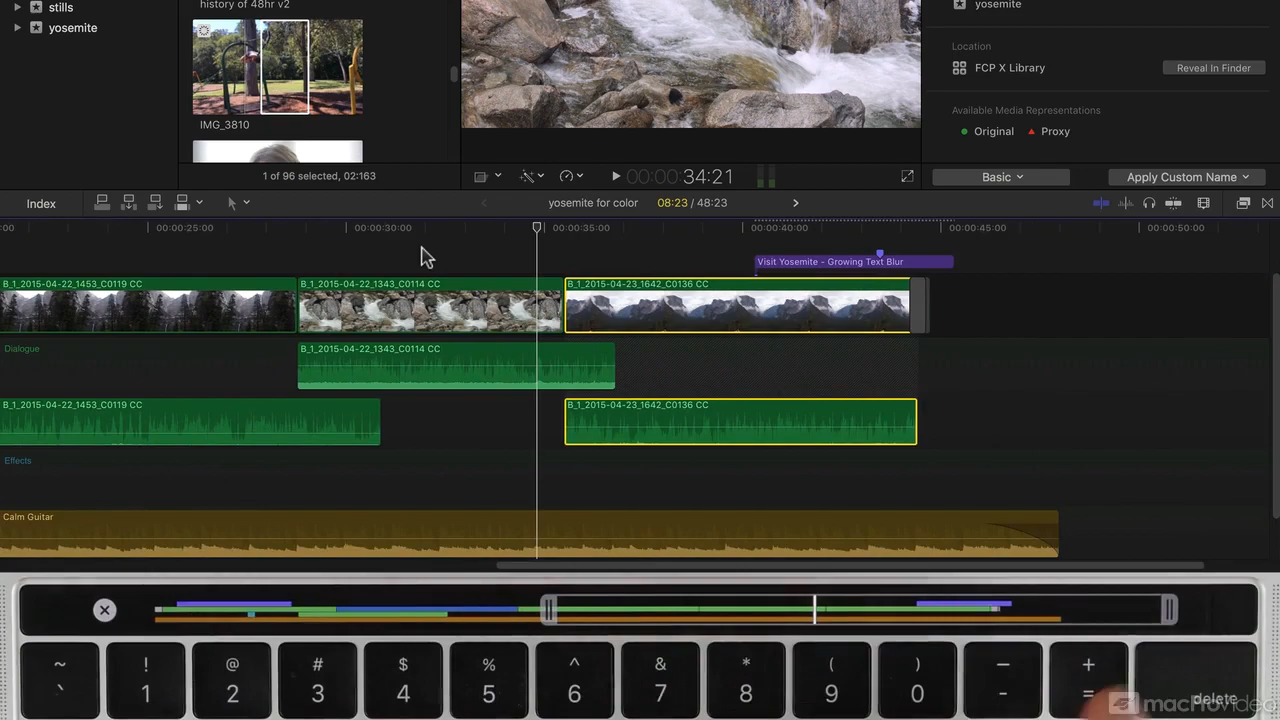 stills
yosemite
history of 48hr v2
IMG_3810
1 of 96 selected, 02:163
00:00:34:21
yosemite
Location
FCP X Library
Reveal In Finder
Available Media Representations
Original
Proxy
Basic
Apply Custom Name
Index
yosemite for color
08:23 / 48:23
:00
00:00:25:00
00:00:30:00
00:00:35:00
00:00:40:00
00:00:45:00
00:00:50:00
Visit Yosemite - Growing Text Blur
B_1_2015-04-22_1453_C0119 CC
B_1_2015-04-22_1343_C0114 CC
B_1_2015-04-23_1642_C0136 CC
Dialogue
B_1_2015-04-22_1343_C0114 CC
B_1_2015-04-22_1453_C0119 CC
B_1_2015-04-23_1642_C0136 CC
Effects
Calm Guitar
~ ! @ # $ % ^ & * ( ) — +
` 1 2 3 4 5 6 7 8 9 0 - =
delete